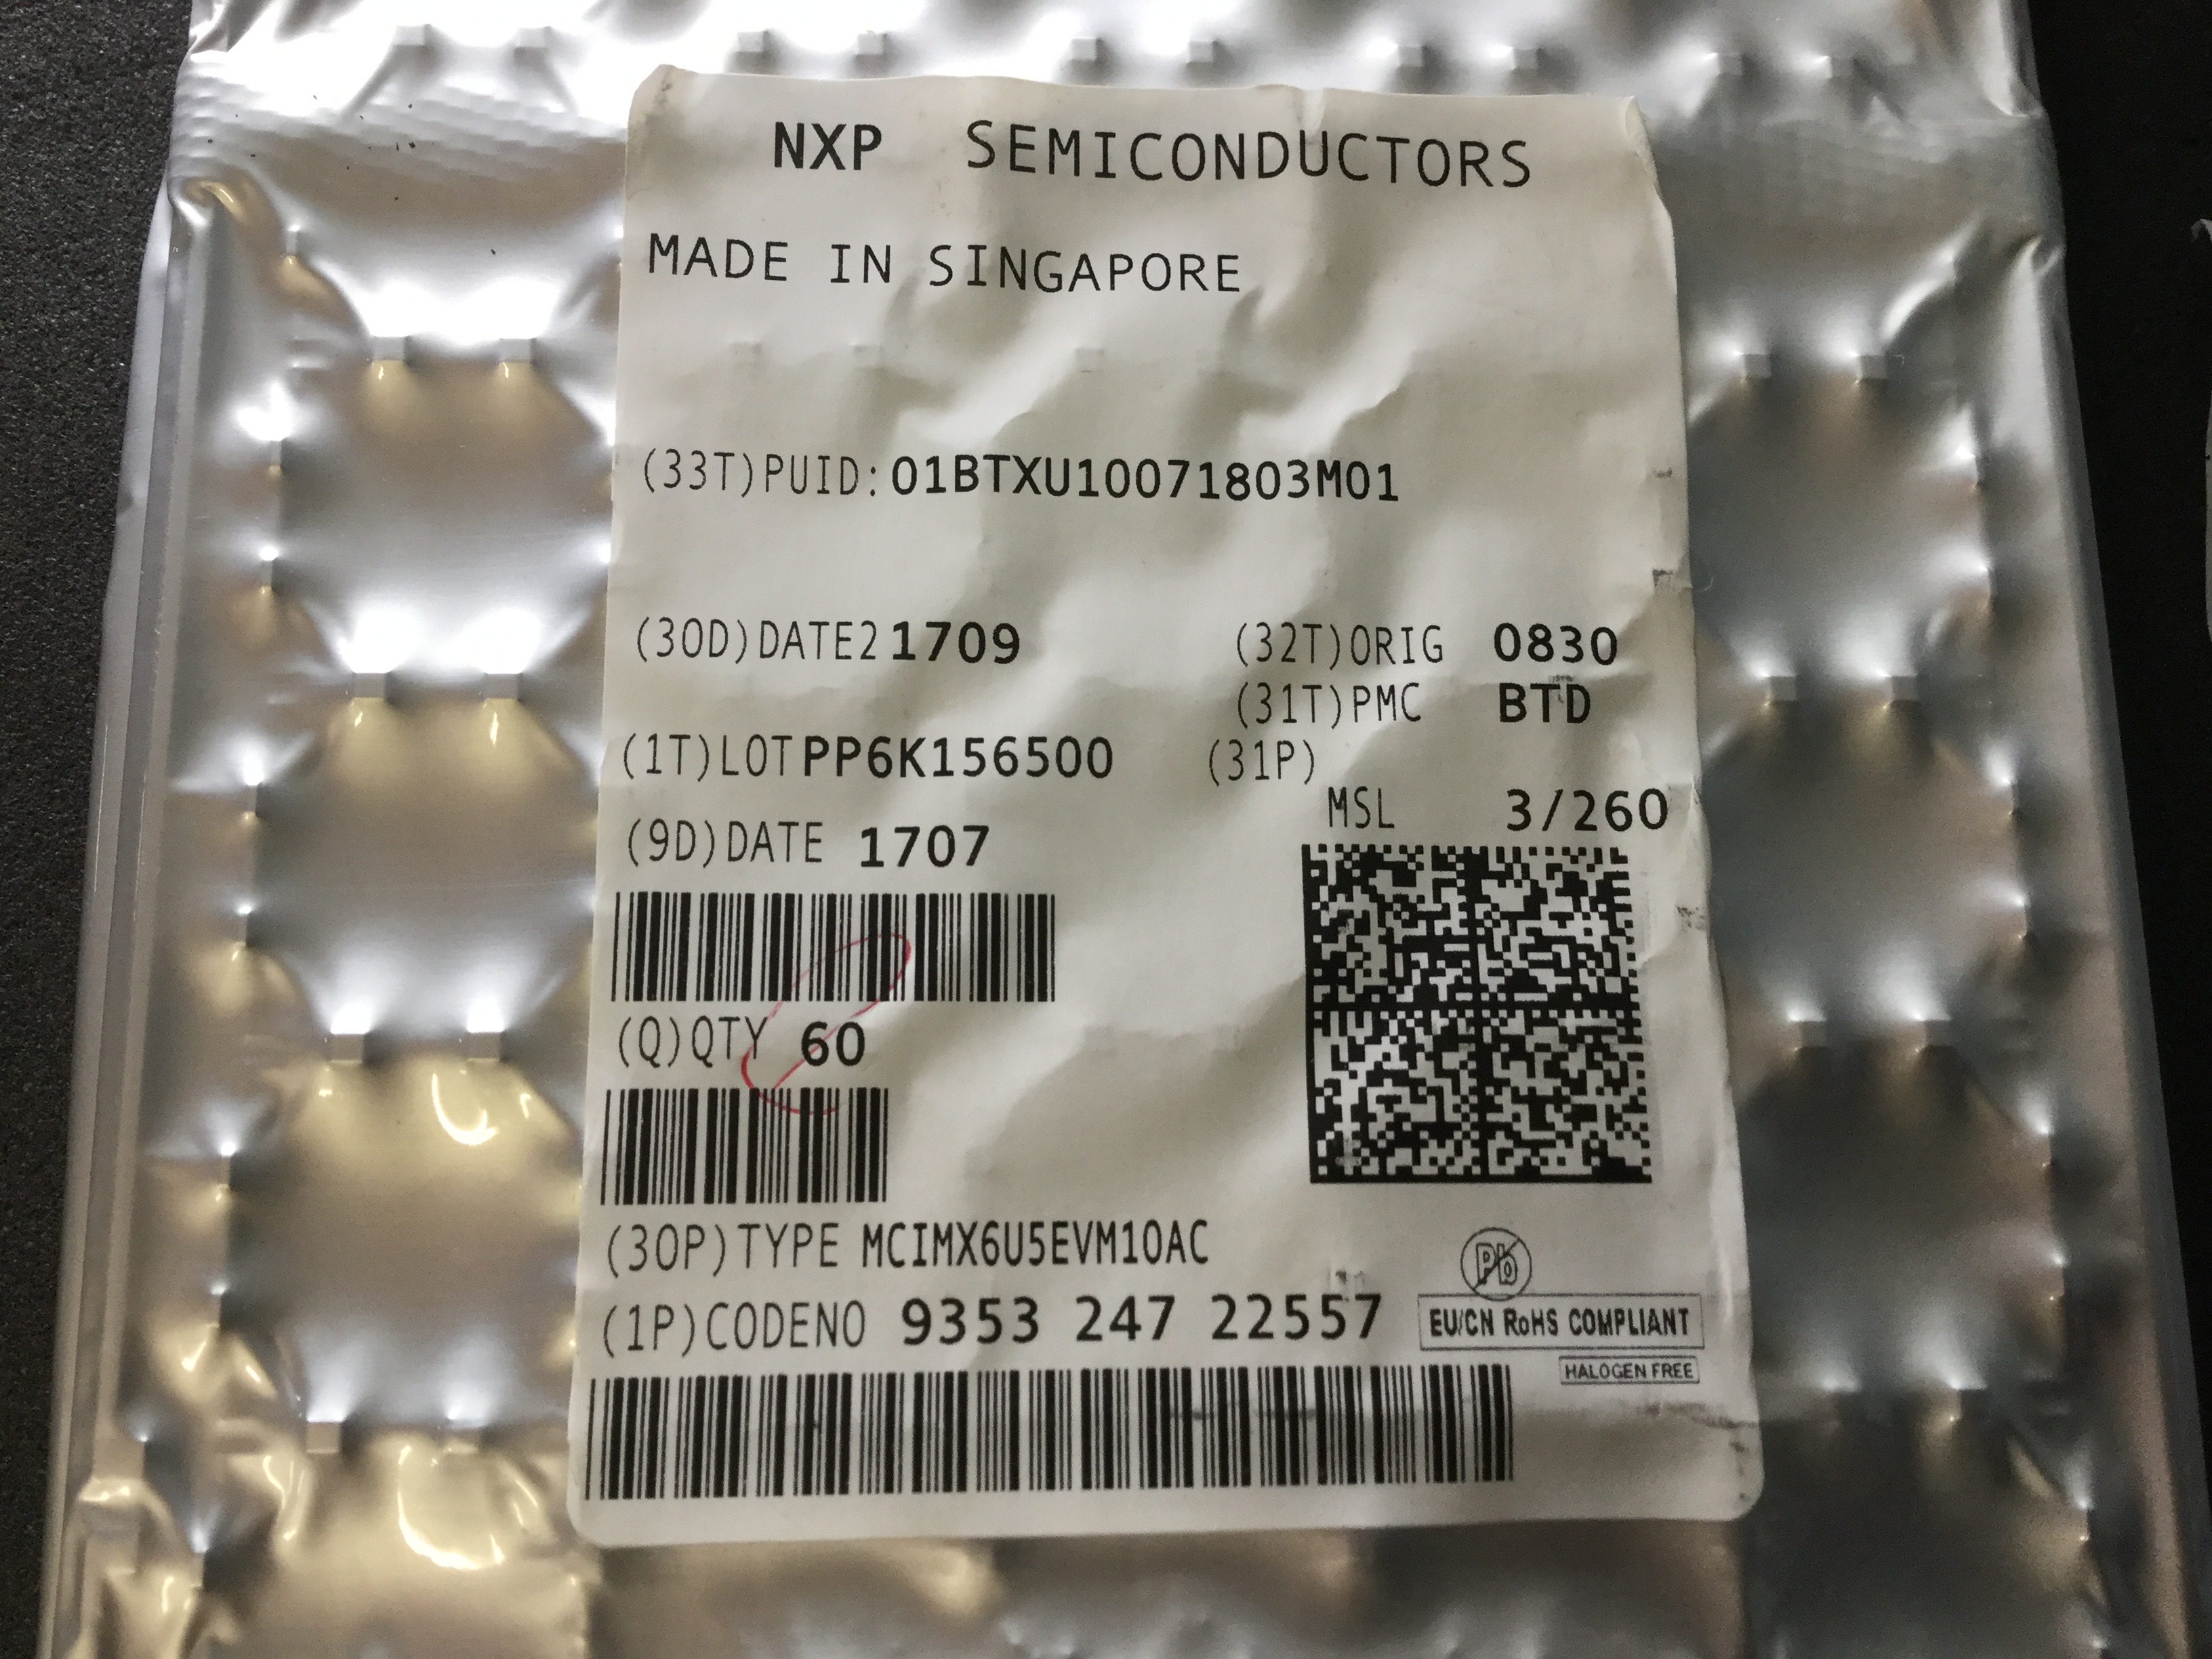 NXP SEMICONDUCTORS
MADE IN SINGAPORE
(33T)PUID:01BTXU10071803M01
(30D)DATE2 1709
(32T)ORIG 0830
(31T)PMC BTD
(1T)LOT PP6K156500
(31P)
MSL 3/260
(9D)DATE 1707
(Q)QTY 60
(30P)TYPE MCIMX6U5EVM10AC
(1P)CODENO 9353 247 22557
Pb
EU/CN RoHS COMPLIANT
HALOGEN FREE